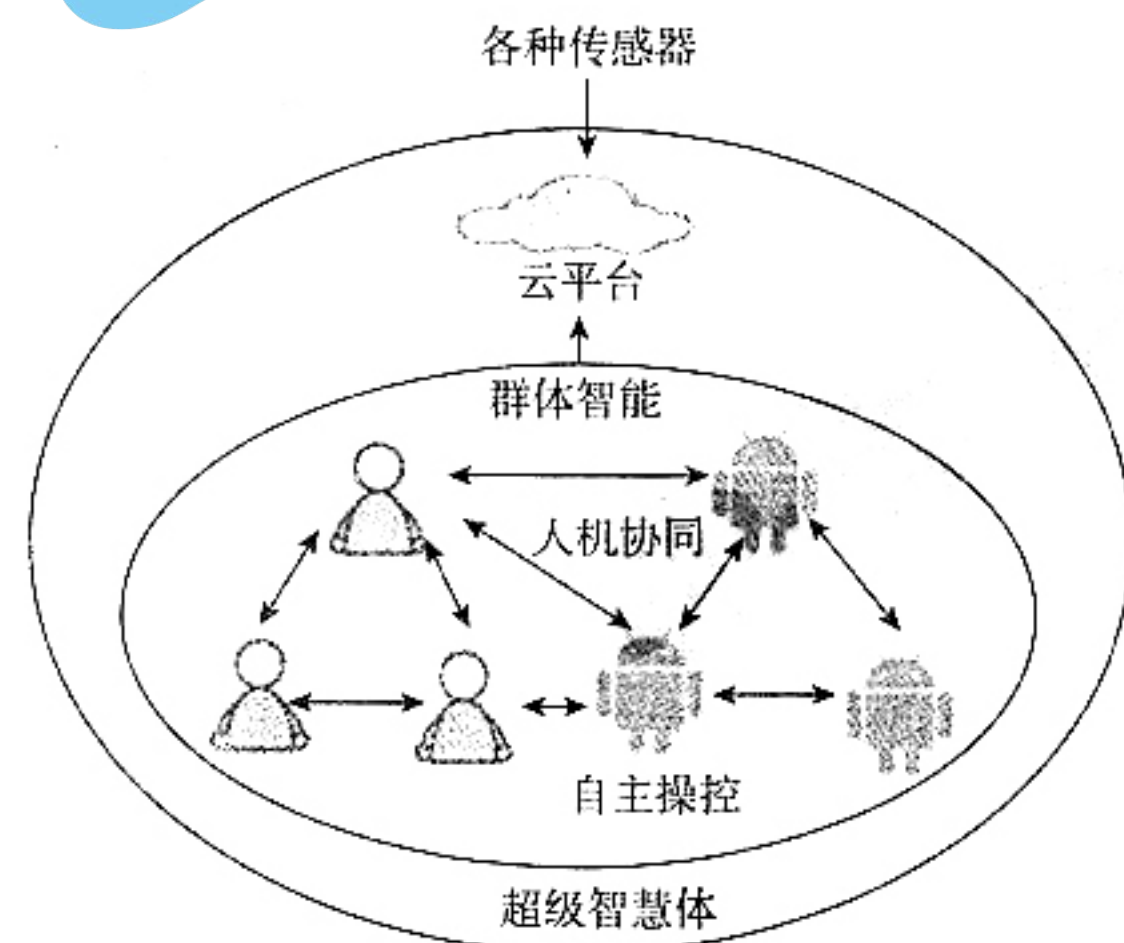 各种传感器
云平台
群体智能
人机协同
自主操控
超级智慧体